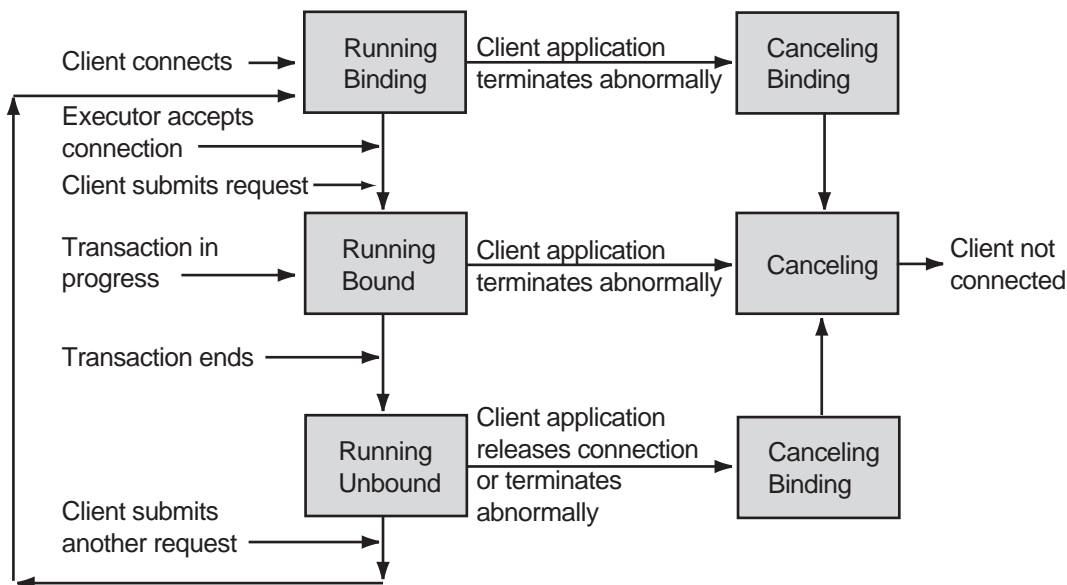 Client connects
Running
Binding
Client application
terminates abnormally
Canceling
Binding
Executor accepts
connection
Client submits request
Transaction in
progress
Running
Bound
Client application
terminates abnormally
Canceling
Client not
connected
Transaction ends
Running
Unbound
Client application
releases connection
or terminates
abnormally
Canceling
Binding
Client submits
another request